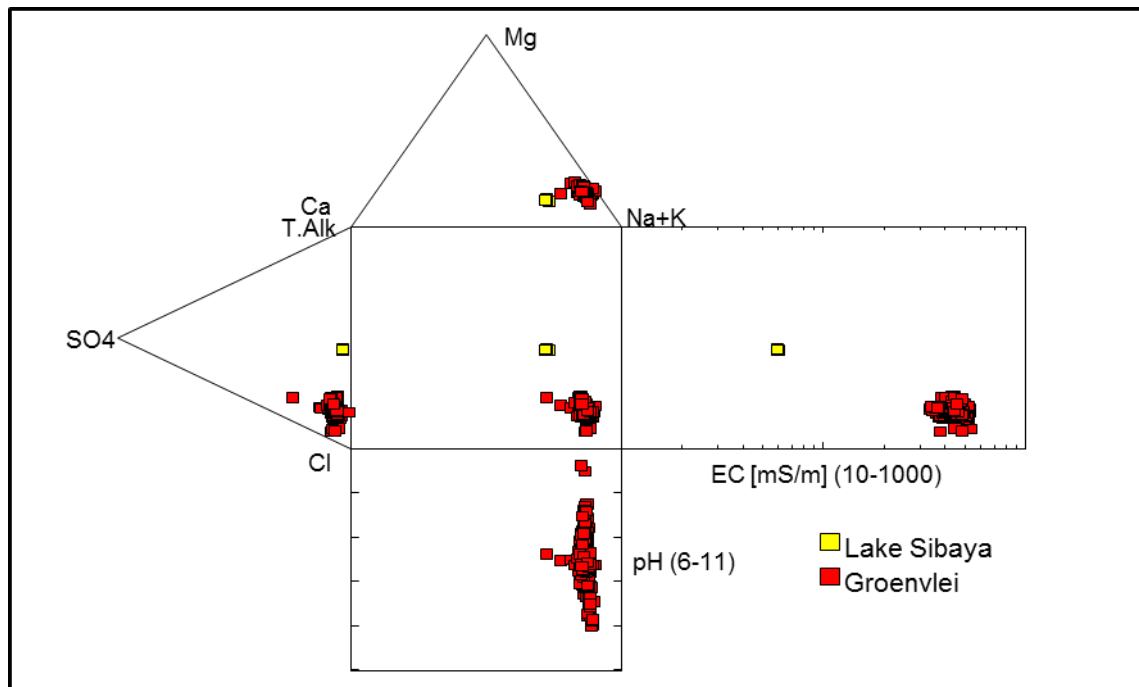 Mg
Ca
T.Alk
Na+K
SO4
Cl
EC [mS/m] (10-1000)
pH (6-11)
Lake Sibaya
Groenvlei